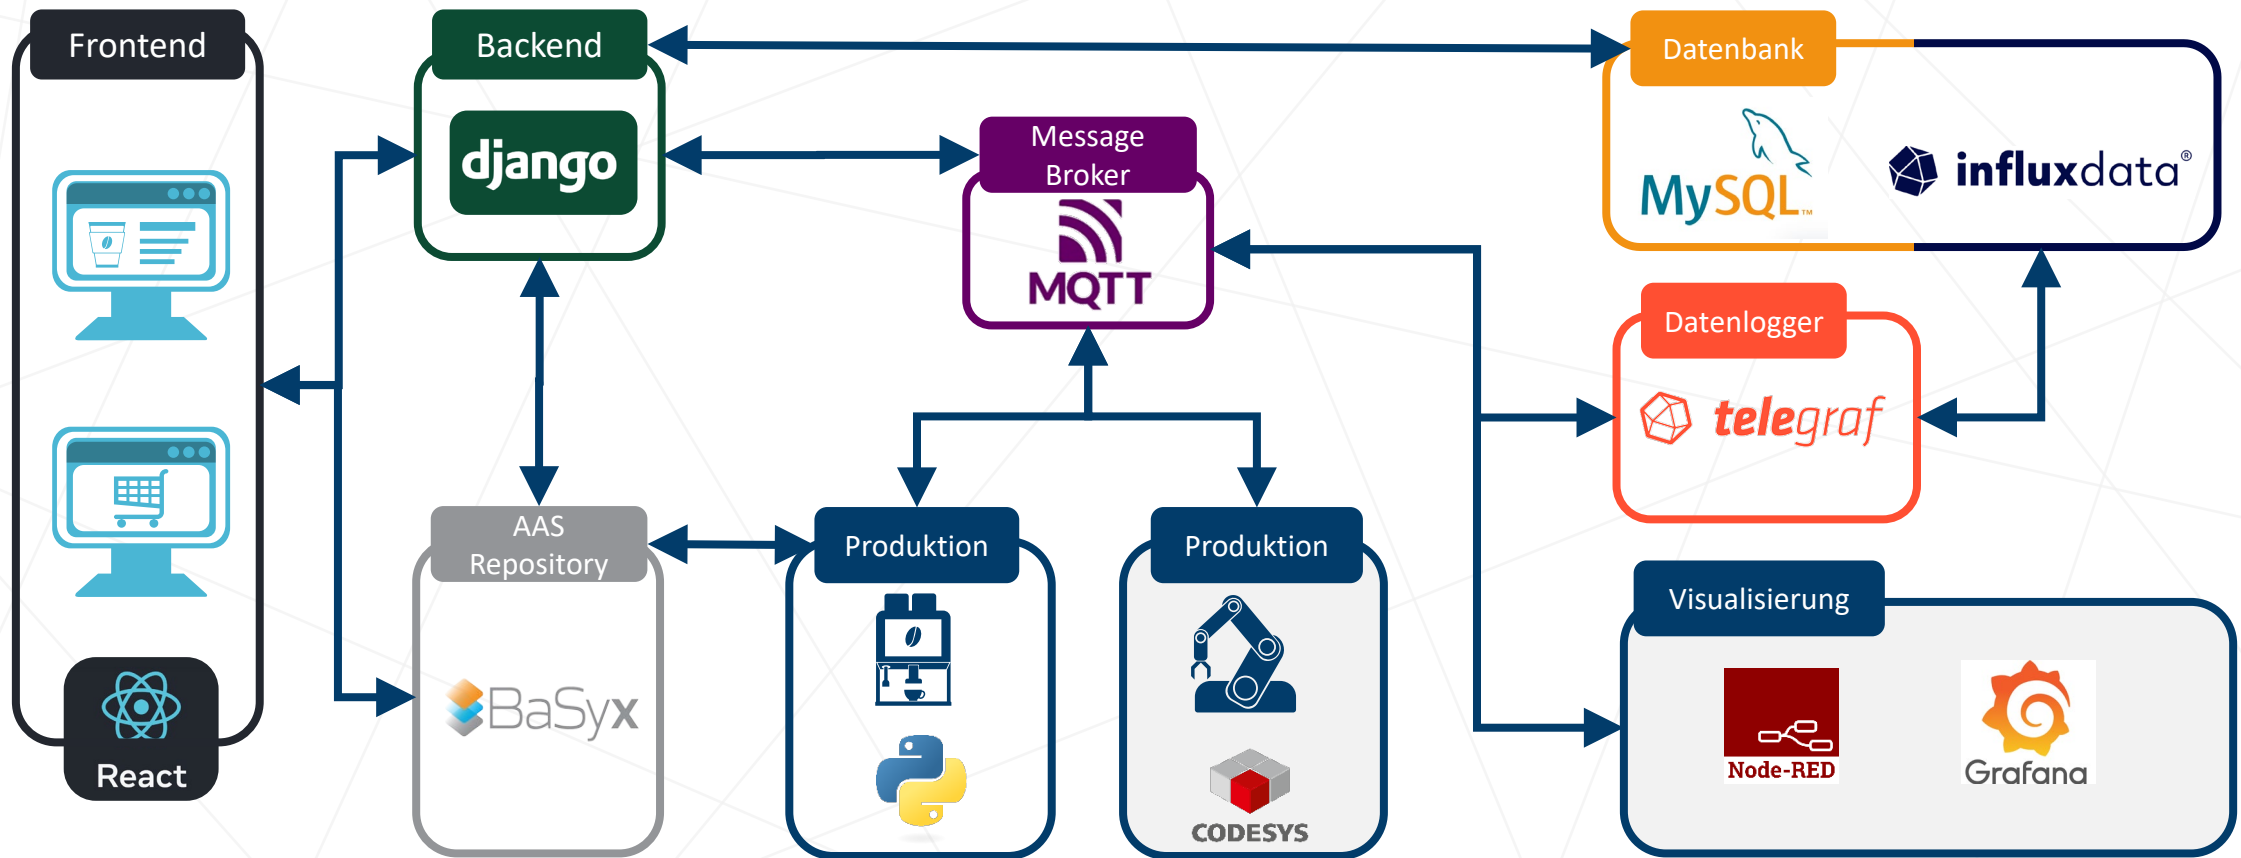 Frontend
React
Backend
django
AAS
Repository
BaSyx
Message
Broker
MQTT
Produktion
Produktion
CODESYS
Datenbank
MySQL™
influxdata®
Datenlogger
telegraf
Visualisierung
Node-RED
Grafana